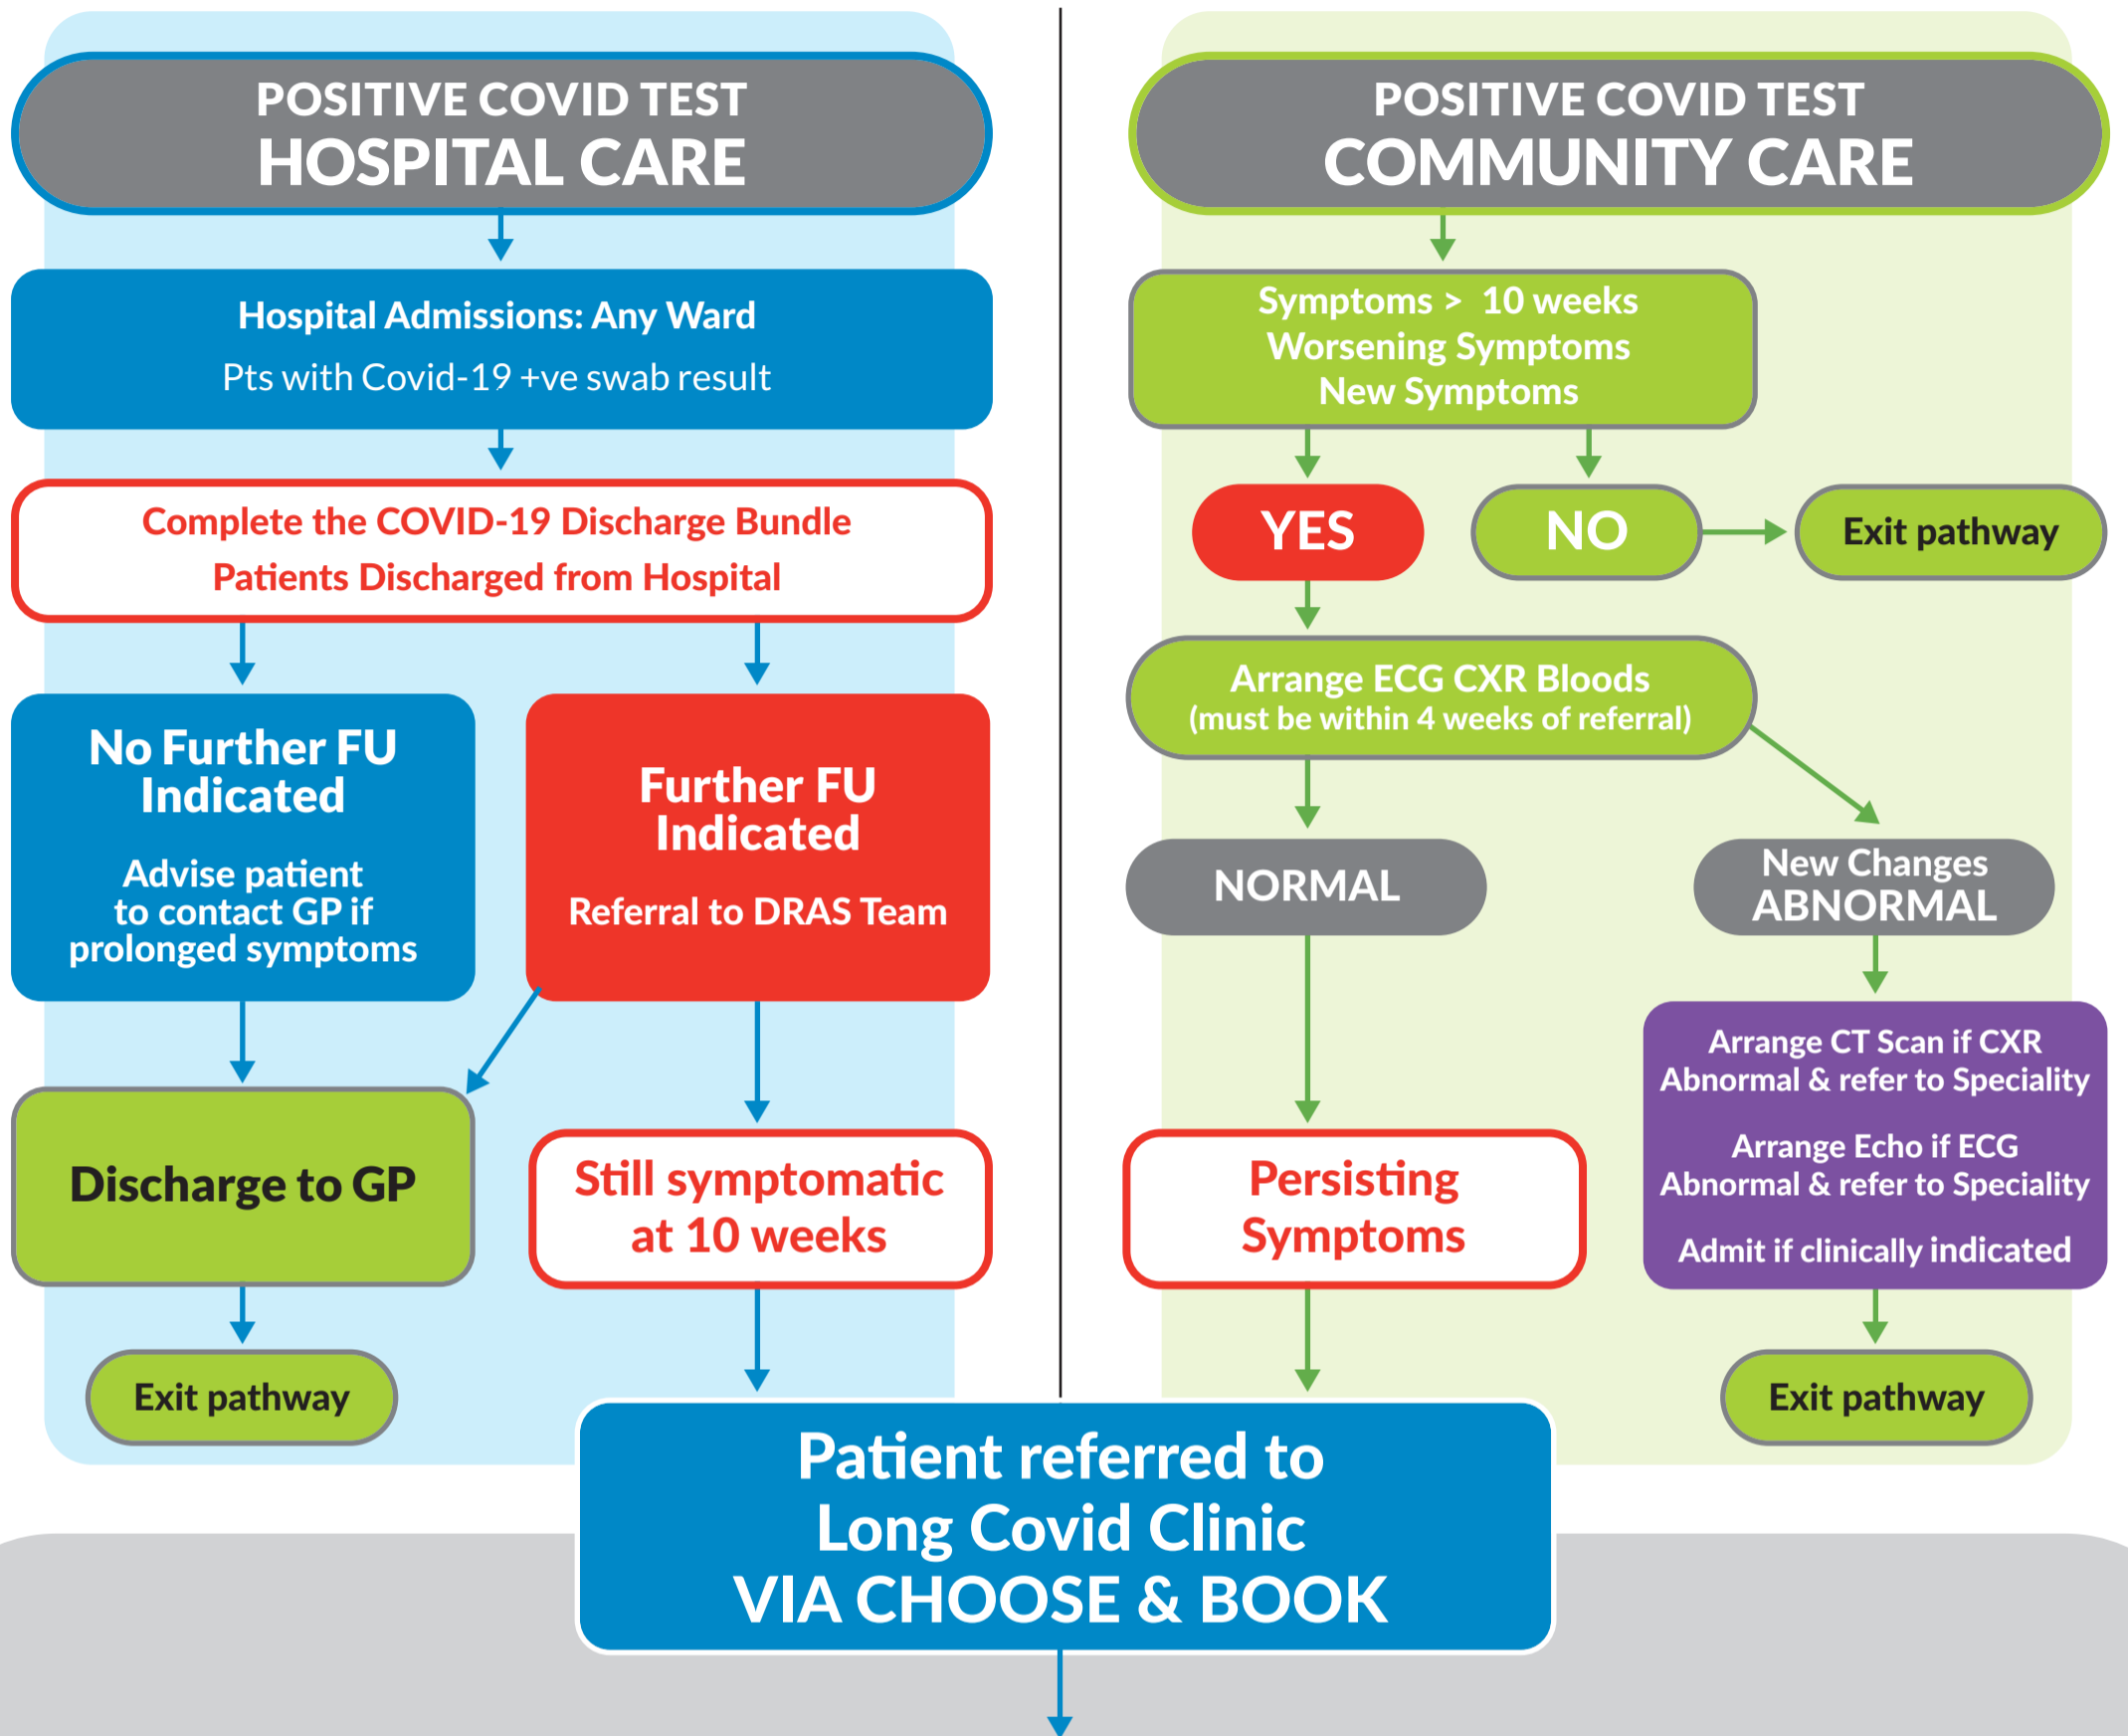 POSITIVE COVID TEST
HOSPITAL CARE
Hospital Admissions: Any Ward
Pts with Covid-19 +ve swab result
Complete the COVID-19 Discharge Bundle
Patients Discharged from Hospital
No Further FU
Indicated
Advise patient
to contact GP if
prolonged symptoms
Further FU
Indicated
Referral to DRAS Team
Discharge to GP
Still symptomatic
at 10 weeks
Exit pathway
POSITIVE COVID TEST
COMMUNITY CARE
Symptoms > 10 weeks
Worsening Symptoms
New Symptoms
YES
NO
Exit pathway
Arrange ECG CXR Bloods
(must be within 4 weeks of referral)
NORMAL
New Changes
ABNORMAL
Arrange CT Scan if CXR
Abnormal & refer to Speciality
Arrange Echo if ECG
Abnormal & refer to Speciality
Admit if clinically indicated
Persisting
Symptoms
Exit pathway
Patient referred to
Long Covid Clinic
VIA CHOOSE & BOOK